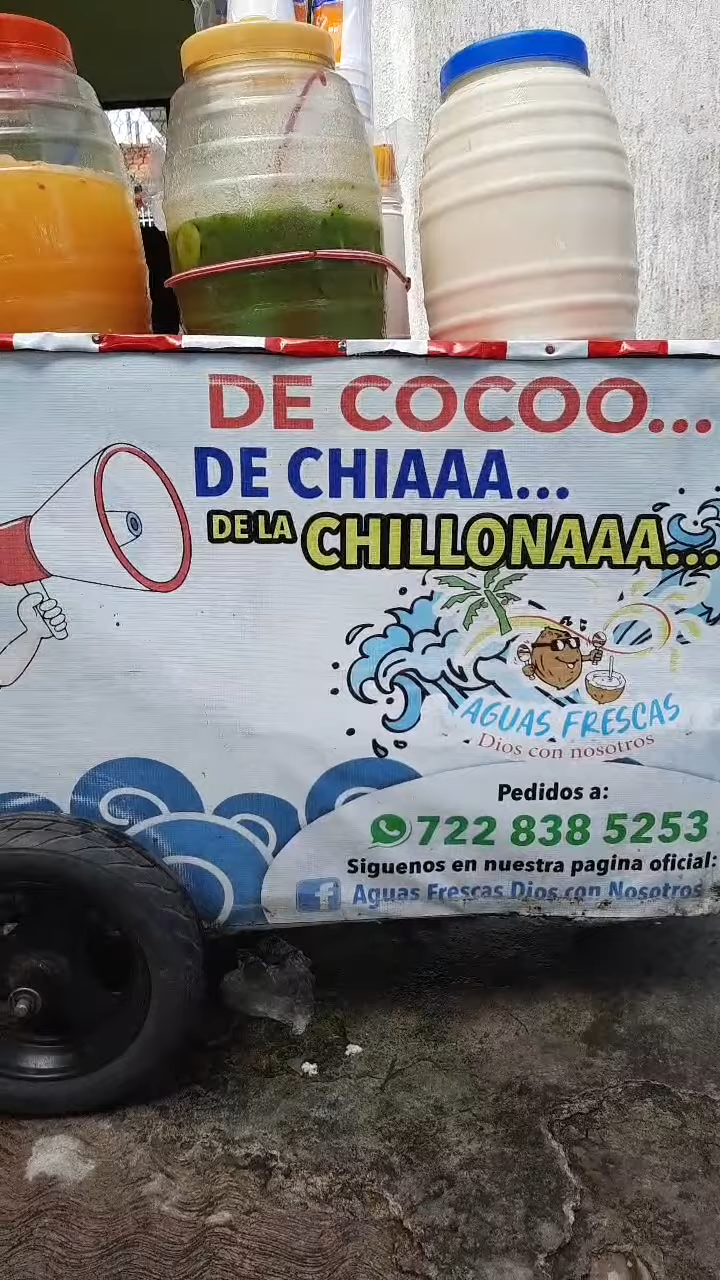 DE COCOO...
DE CHIAAA...
DE LA CHILLONAAA...
AGUAS FRESCAS
Dios con nosotros
Pedidos a:
722 838 5253
Siguenos en nuestra pagina oficial:
Aguas Frescas Dios con Nosotros